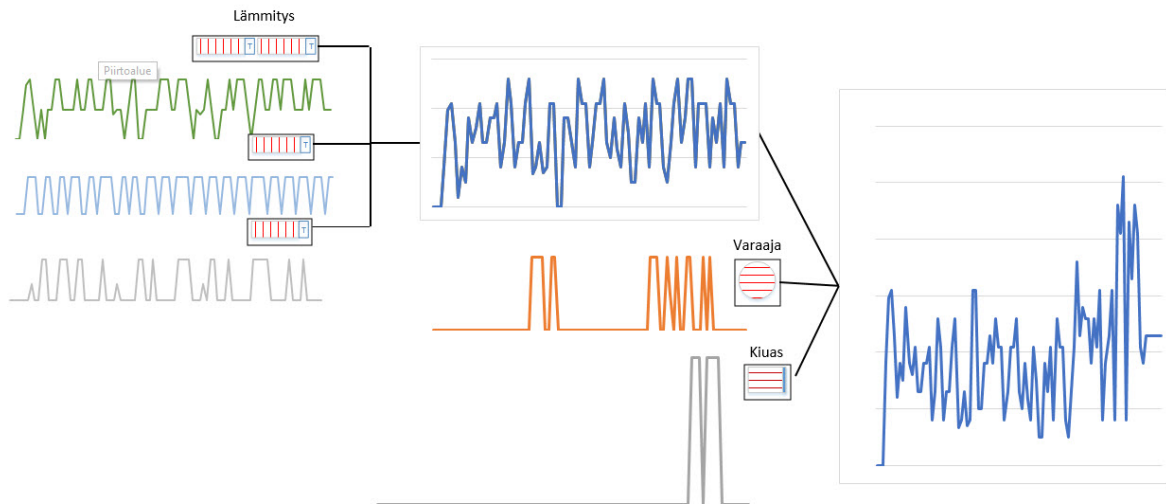 Lämmitys
T
T
Piirtoalue
T
T
Varaaja
Kiuas